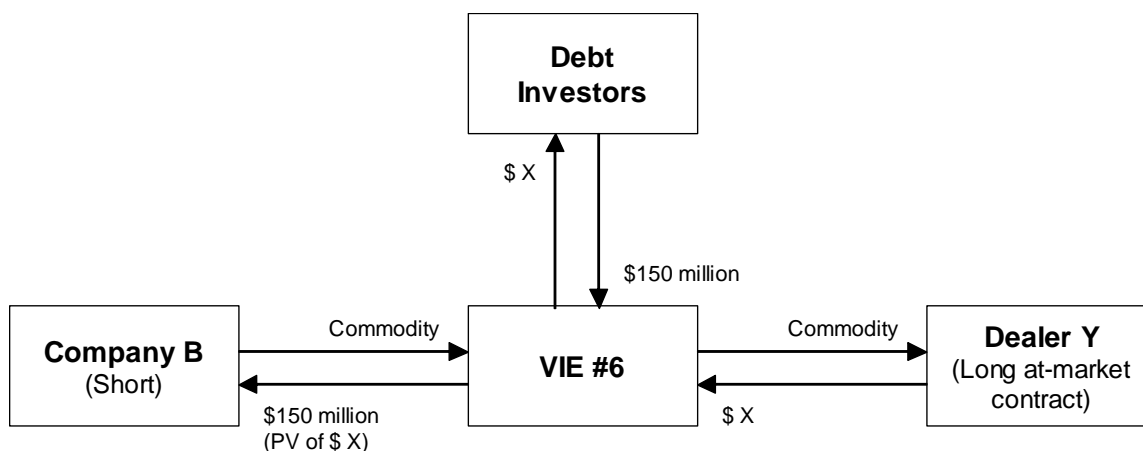 Debt
Investors
$ X
$150 million
Company B
(Short)
Commodity
$150 million
(PV of $ X)
VIE #6
Commodity
$ X
Dealer Y
(Long at-market
contract)